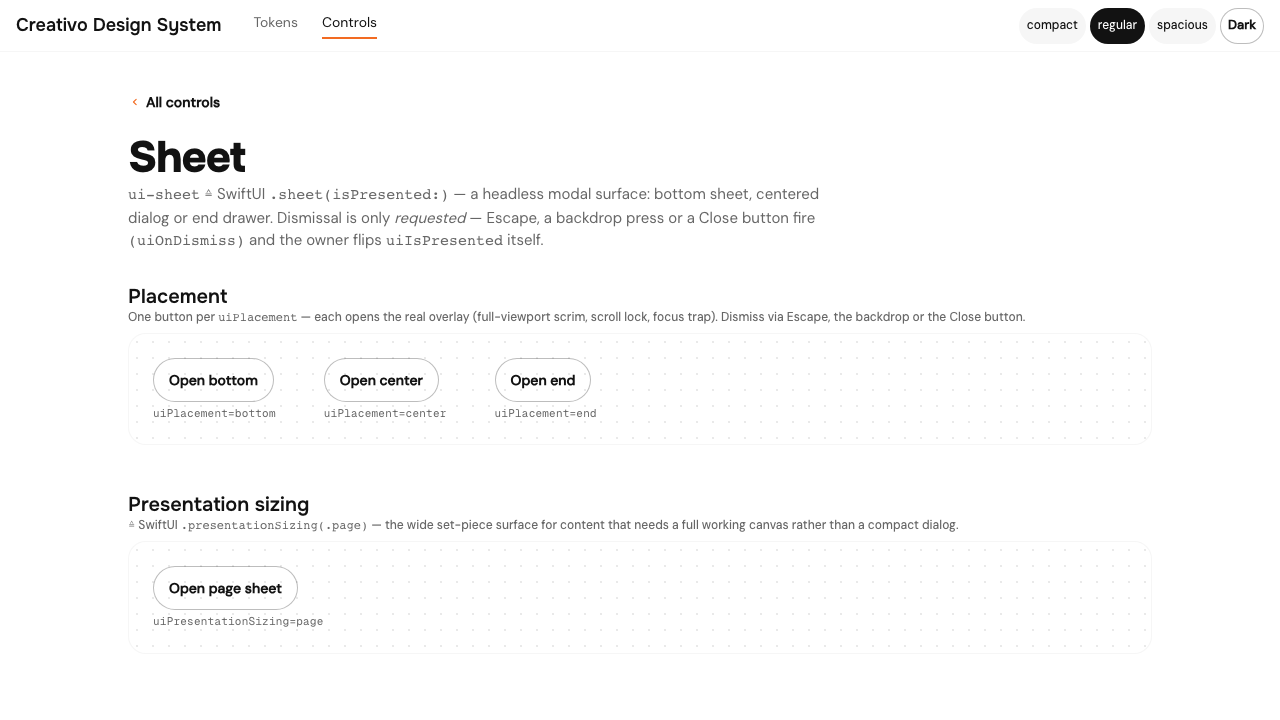 Creativo Design System
Tokens
Controls
compact
regular
spacious
Dark
‹ All controls
Sheet
ui-sheet ≙ SwiftUI .sheet(isPresented:) — a headless modal surface: bottom sheet, centered
dialog or end drawer. Dismissal is only requested — Escape, a backdrop press or a Close button fire
(uiOnDismiss) and the owner flips uiIsPresented itself.
Placement
One button per uiPlacement — each opens the real overlay (full-viewport scrim, scroll lock, focus trap). Dismiss via Escape, the backdrop or the Close button.
Open bottom
Open center
Open end
uiPlacement=bottom
uiPlacement=center
uiPlacement=end
Presentation sizing
≙ SwiftUI .presentationSizing(.page) — the wide set-piece surface for content that needs a full working canvas rather than a compact dialog.
Open page sheet
uiPresentationSizing=page